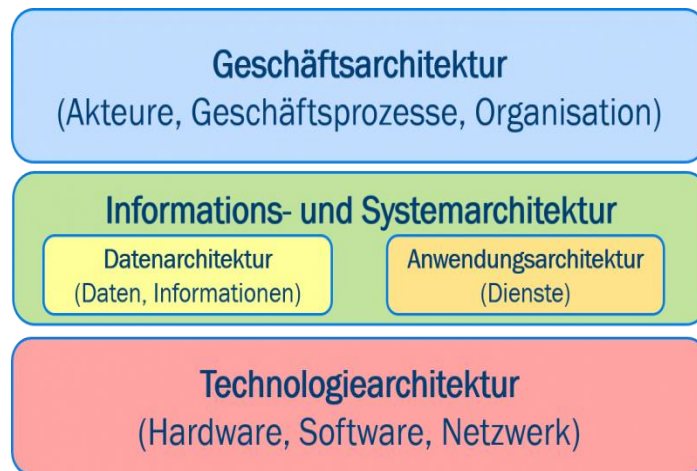 Geschäftsarchitektur
(Akteure, Geschäftsprozesse, Organisation)
Informations- und Systemarchitektur
Datenarchitektur
(Daten, Informationen)
Anwendungsarchitektur
(Dienste)
Technologiearchitektur
(Hardware, Software, Netzwerk)